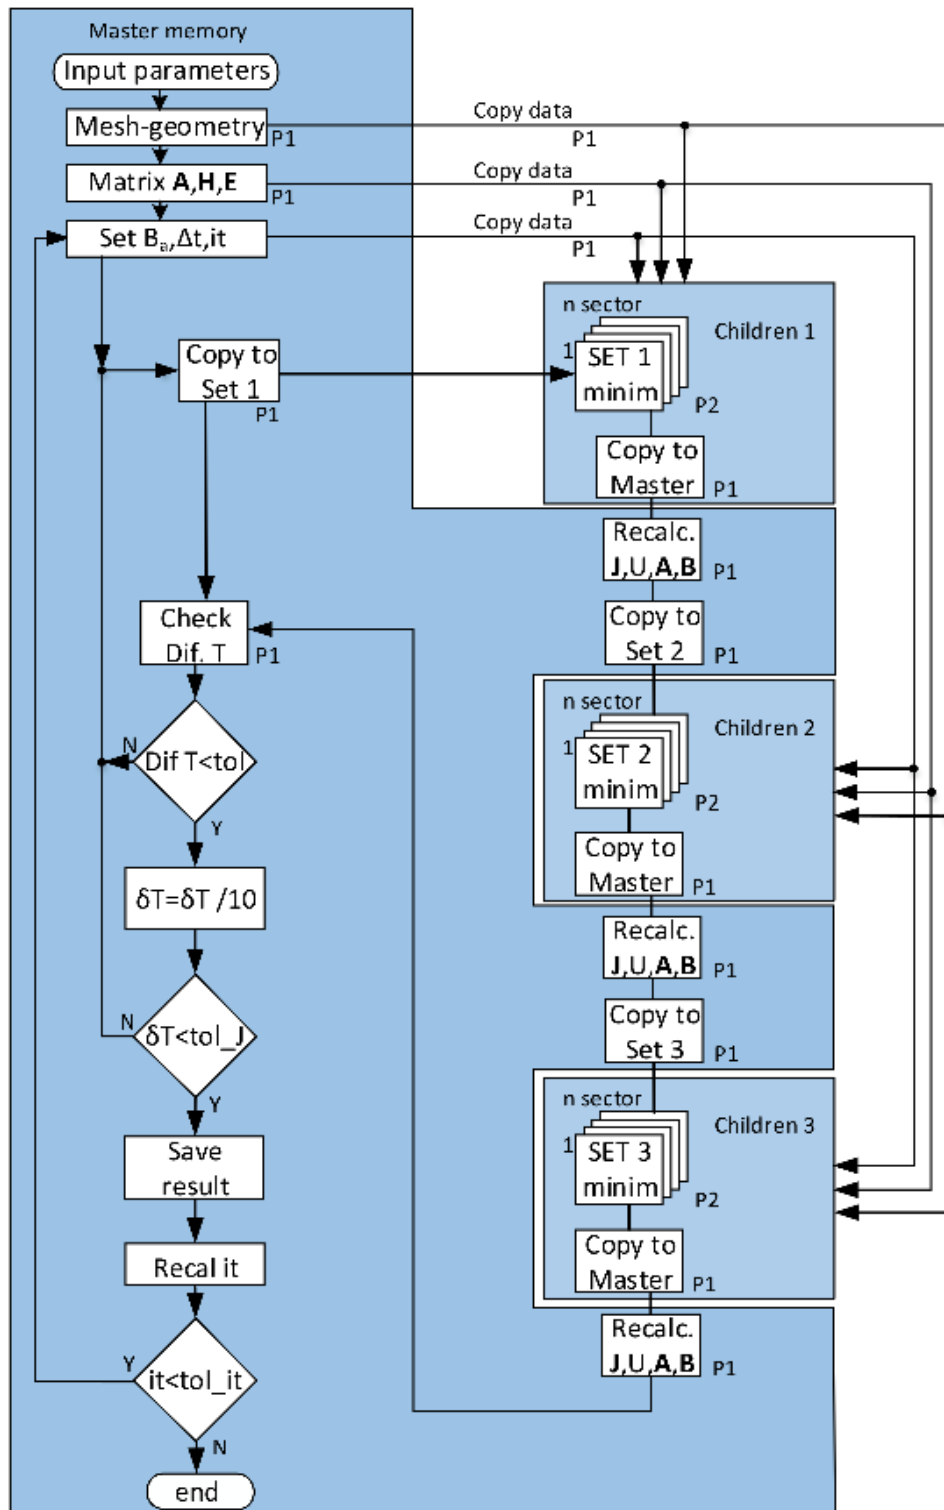 Master memory
Input parameters
Mesh-geometry
P1
Copy data
P1
Matrix A,H,E
P1
Copy data
P1
Set Bₐ,Δt,it
Copy data
P1
Copy to
Set 1
P1
n sector
Children 1
1
SET 1
minim
P2
Copy to
Master
P1
Recalc.
J,U,A,B
P1
Copy to
Set 2
P1
n sector
Children 2
1
SET 2
minim
P2
Copy to
Master
P1
Recalc.
J,U,A,B
P1
Copy to
Set 3
P1
n sector
Children 3
1
SET 3
minim
P2
Copy to
Master
P1
Recalc.
J,U,A,B
P1
Check
Dif. T
P1
N
Dif T<tol
Y
δT=δT /10
N
δT<tol_J
Y
Save
result
Recal it
Y
it<tol_it
N
end